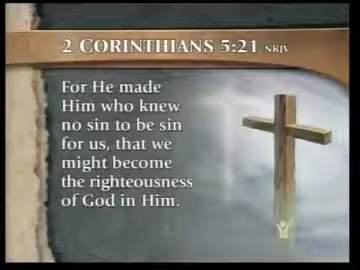 2 CORINTHIANS 5:21 NKJV
For He made
Him who knew
no sin to be sin
for us, that we
might become
the righteousness
of God in Him.